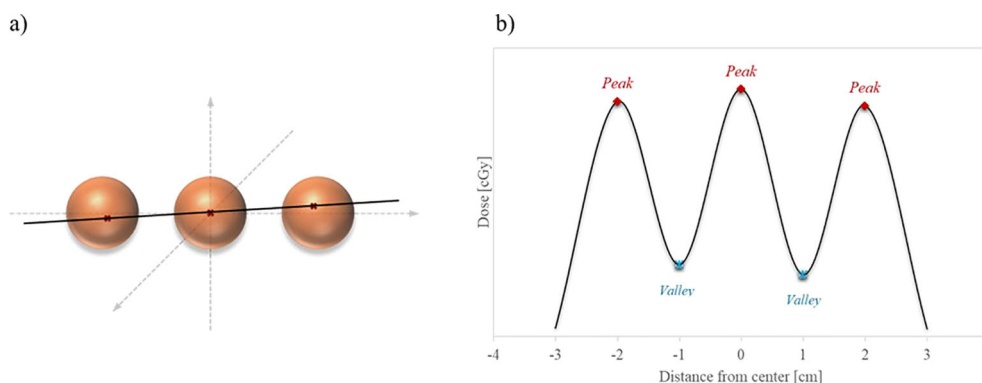 a)
b)
Peak
Peak
Peak
Valley
Valley
Dose [cGy]
-4 -3 -2 -1 0 1 2 3
Distance from center [cm]